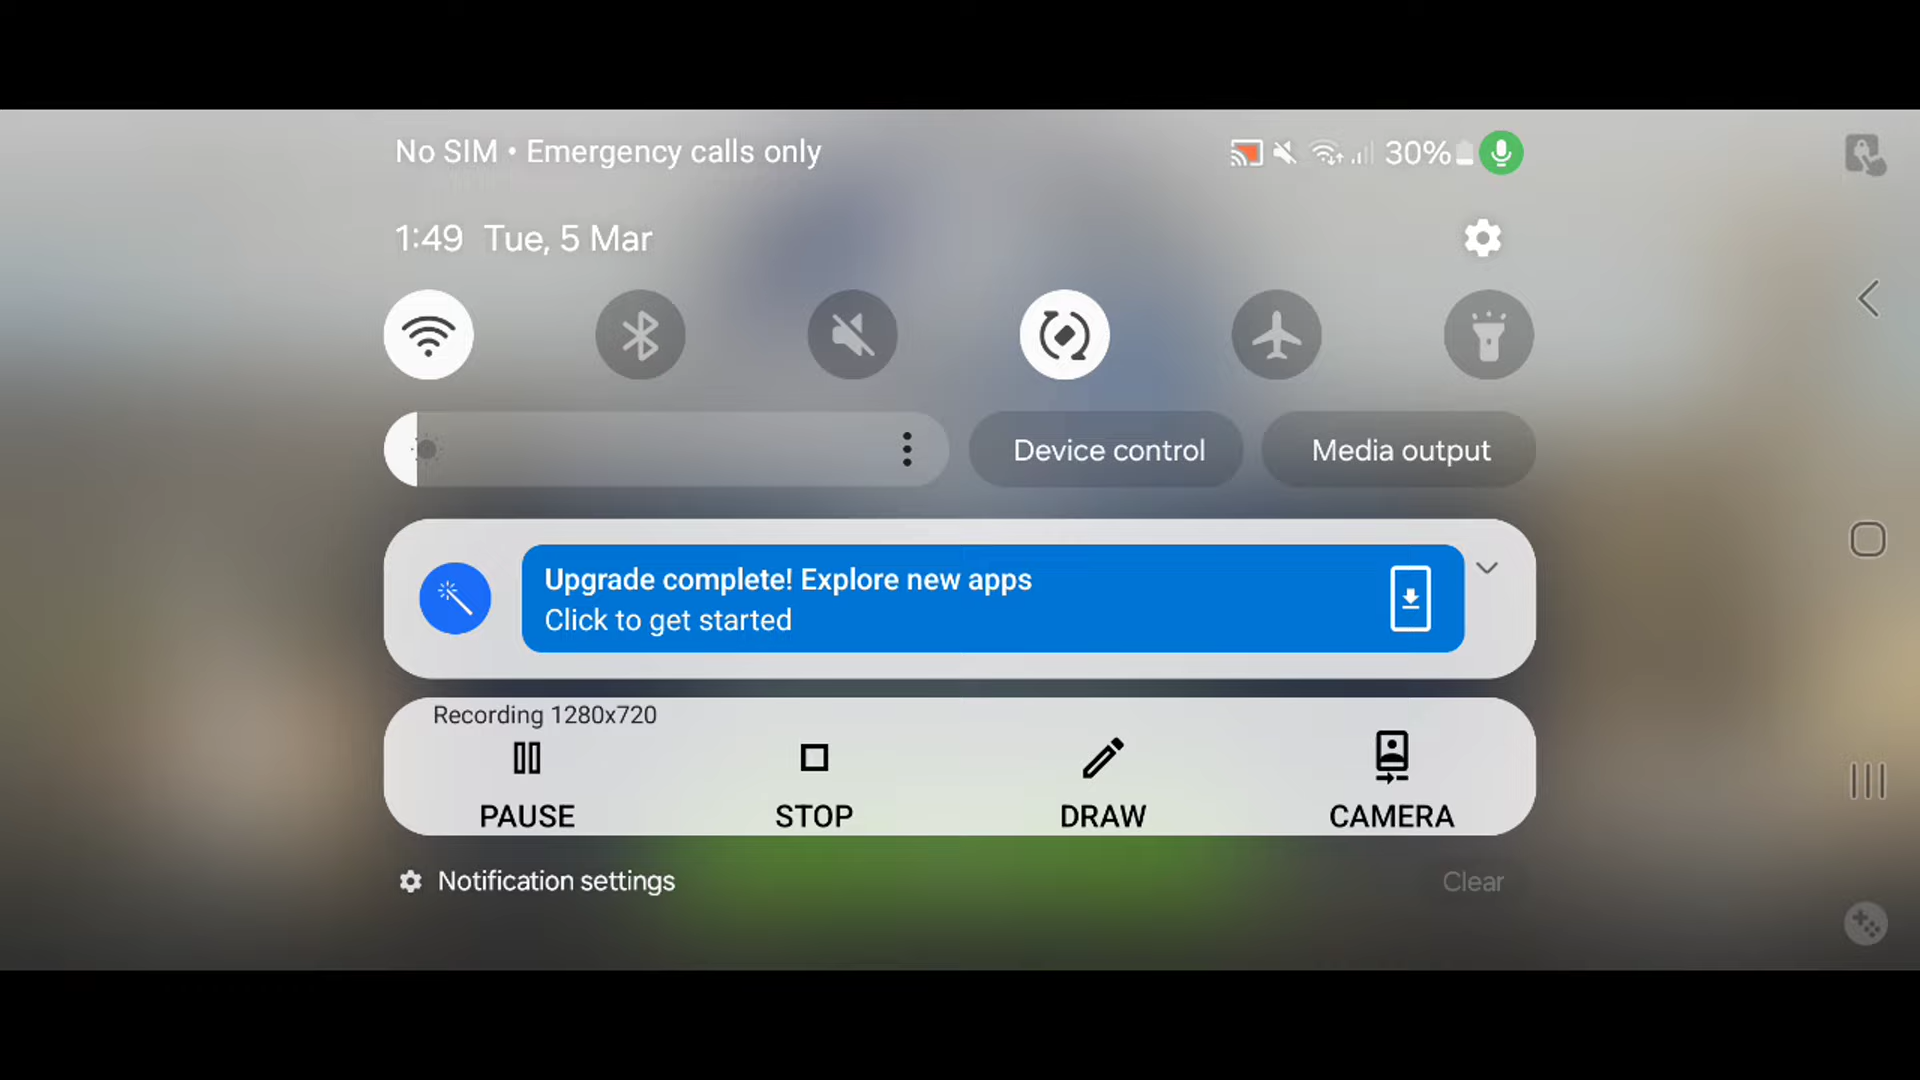 No SIM • Emergency calls only
30%
1:49 Tue, 5 Mar
Device control
Media output
Upgrade complete! Explore new apps
Click to get started
Recording 1280x720
PAUSE
STOP
DRAW
CAMERA
Notification settings
Clear